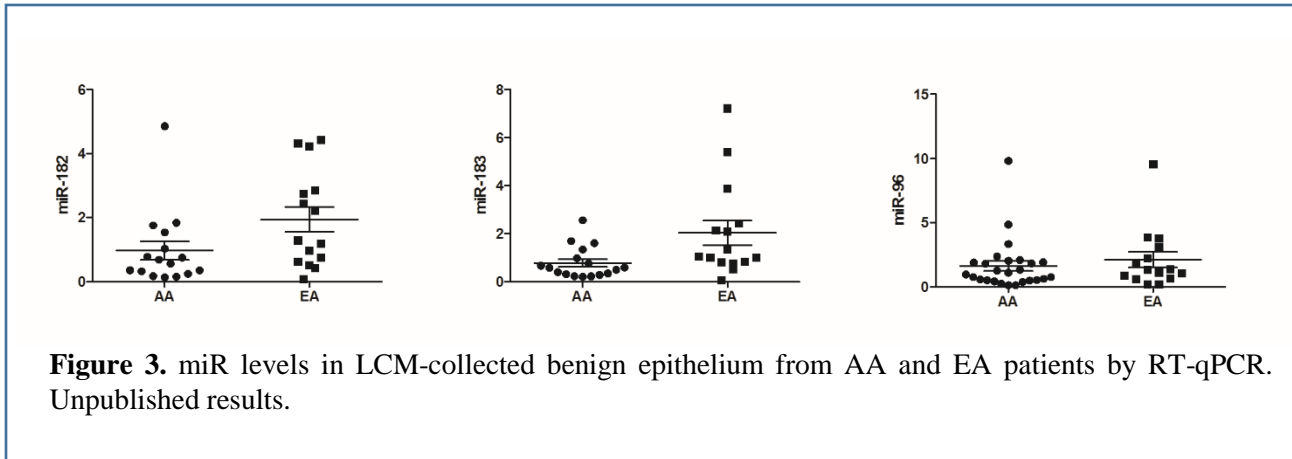 6
4
2
0
miR-182
AA EA
8
6
4
2
0
miR-183
AA EA
15
10
5
0
miR-96
AA EA
Figure 3. miR levels in LCM-collected benign epithelium from AA and EA patients by RT-qPCR.
Unpublished results.